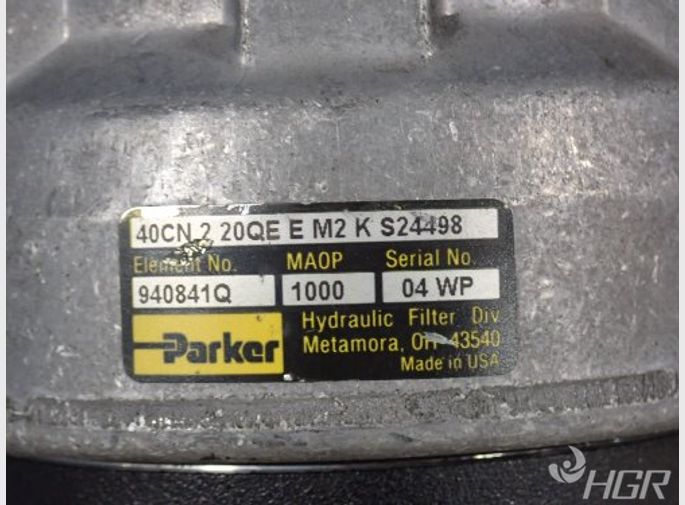 40CN 2 20QE E M2 K S24498
Element No. MAOP Serial No.
940841Q 1000 04 WP
Parker
Hydraulic Filter Div
Metamora, OH 43540
Made in USA
HGR